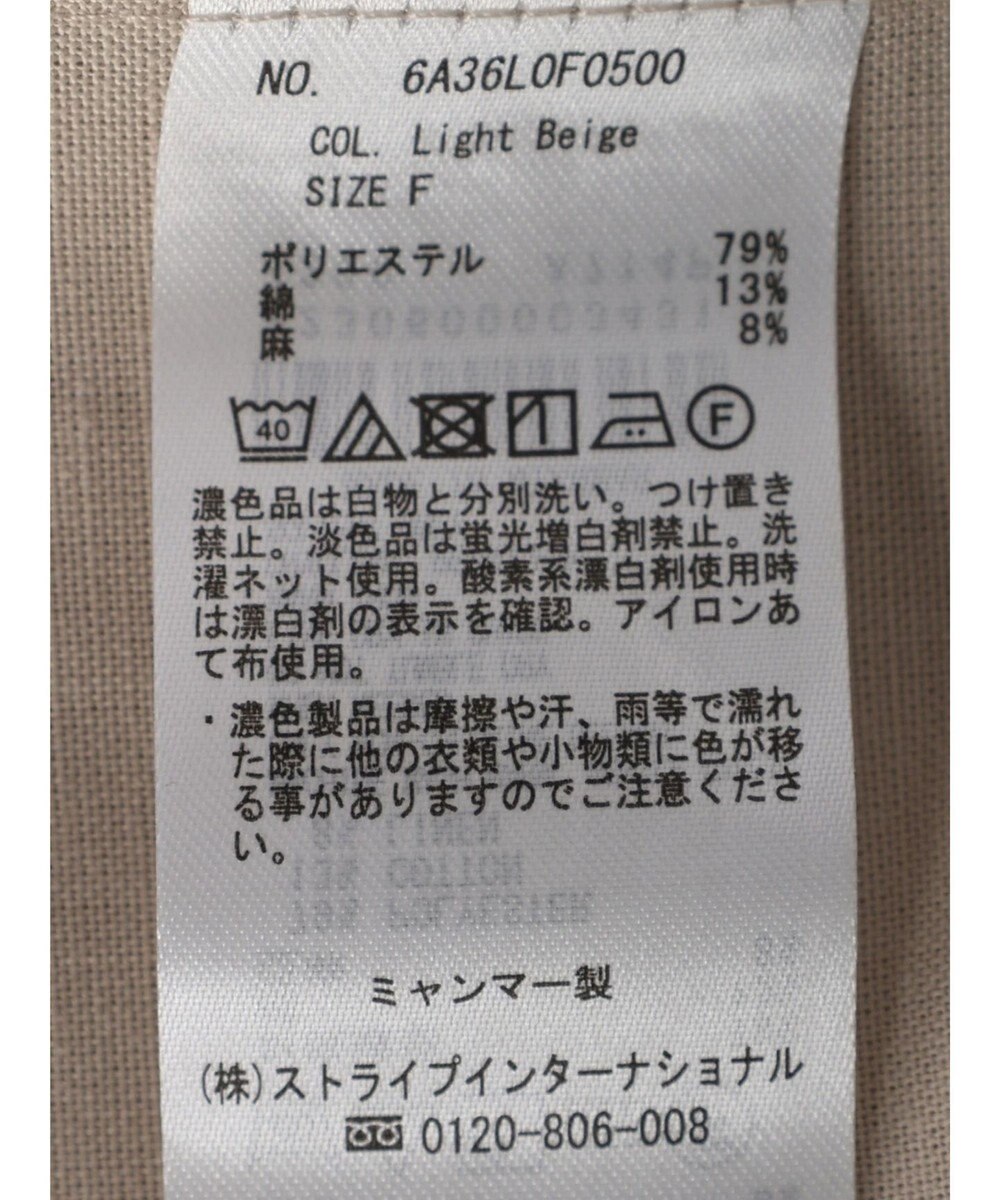 NO. 6A36L0F0500
COL. Light Beige
SIZE F
ポリエステル 79%
綿 13%
麻 8%
40
F
濃色品は白物と分別洗い。つけ置き
禁止。淡色品は蛍光増白剤禁止。洗
濯ネット使用。酸素系漂白剤使用時
は漂白剤の表示を確認。アイロンあ
て布使用。
・濃色製品は摩擦や汗、雨等で濡れ
た際に他の衣類や小物類に色が移
る事がありますのでご注意くださ
い。
8% LINEN
13% COTTON
79% POLYESTER
ミャンマー製
(株)ストライプインターナショナル
0120-806-008